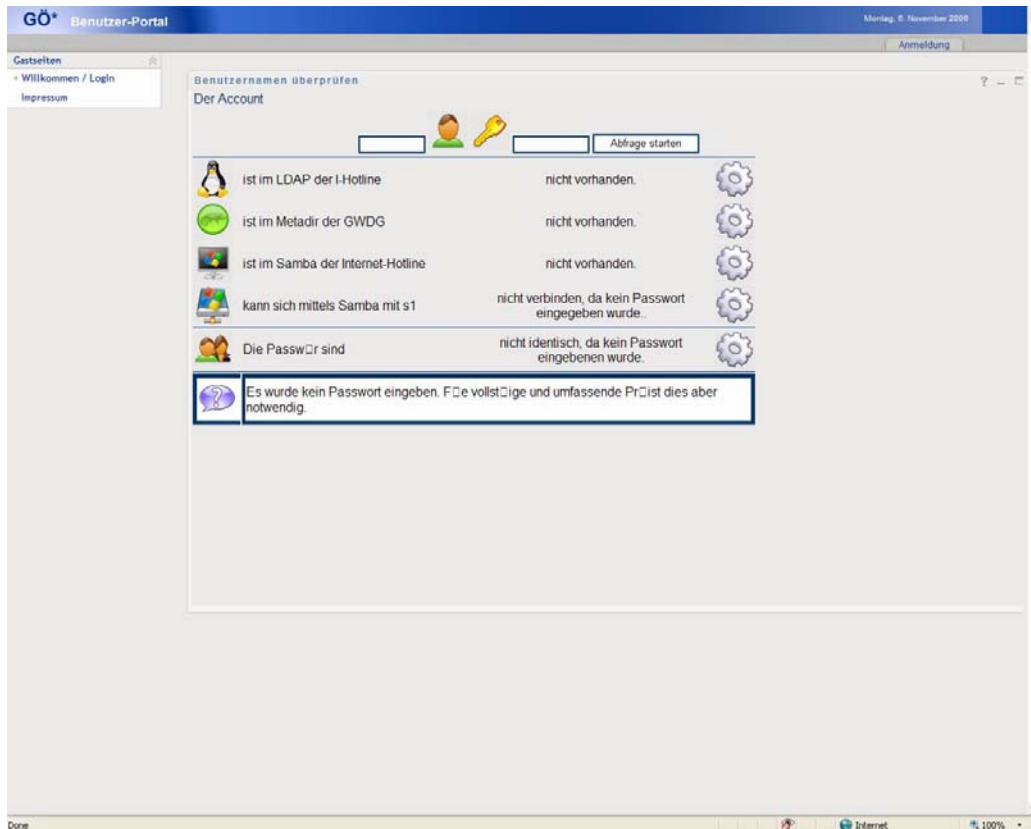 GÖ* Benutzer-Portal
Montag, 6. November 2006
Anmeldung
Gastseiten
Willkommen / Login
Impressum
Benutzernamen überprüfen
? _
Der Account
Abfrage starten
ist im LDAP der I-Hotline nicht vorhanden.
ist im Metadir der GWDG nicht vorhanden.
ist im Samba der Internet-Hotline nicht vorhanden.
kann sich mittels Samba mit s1 nicht verbinden, da kein Passwort
eingegeben wurde..
Die Passw□r sind nicht identisch, da kein Passwort
eingebenen wurde.
Es wurde kein Passwort eingeben. F□e vollst□ige und umfassende Pr□ist dies aber
notwendig.
Done Internet 100%